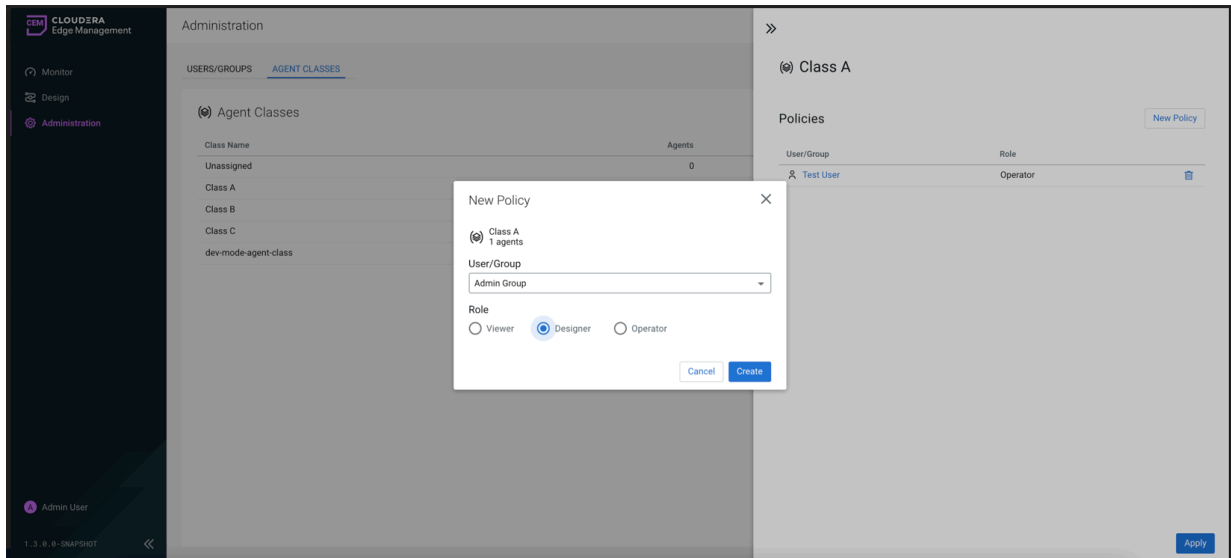 CEM CLOUDERA
Edge Management
Monitor
Design
Administration
A Admin User
1.3.0.0-SNAPSHOT
Administration
USERS/GROUPS AGENT CLASSES
Agent Classes
Class Name Agents
Unassigned 0
Class A
Class B
Class C
dev-mode-agent-class
New Policy
Class A
1 agents
User/Group
Admin Group
Role
Viewer Designer Operator
Cancel Create
Class A
Policies New Policy
User/Group Role
Test User Operator
Apply